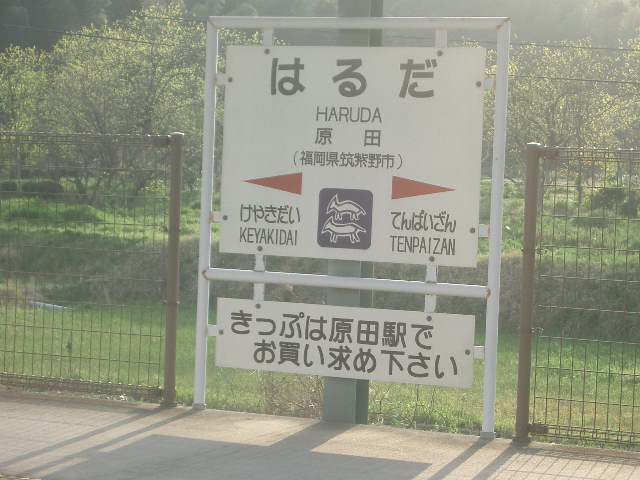 はるだ
HARUDA
原田
(福岡県筑紫野市)
けやきだい てんぱいざん
KEYAKIDAI TENPAIZAN
きっぷは原田駅で
お買い求め下さい